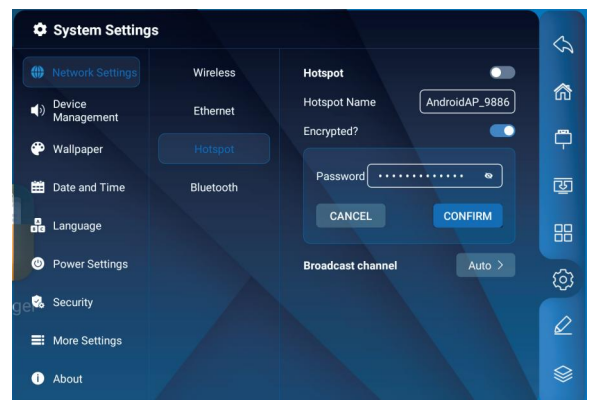 System Settings
Network Settings
Device
Management
Wallpaper
Date and Time
Language
Power Settings
Security
More Settings
About
Wireless
Ethernet
Hotspot
Bluetooth
Hotspot
Hotspot Name
AndroidAP_9886
Encrypted?
Password
•••••••••••••
CANCEL
CONFIRM
Broadcast channel
Auto >